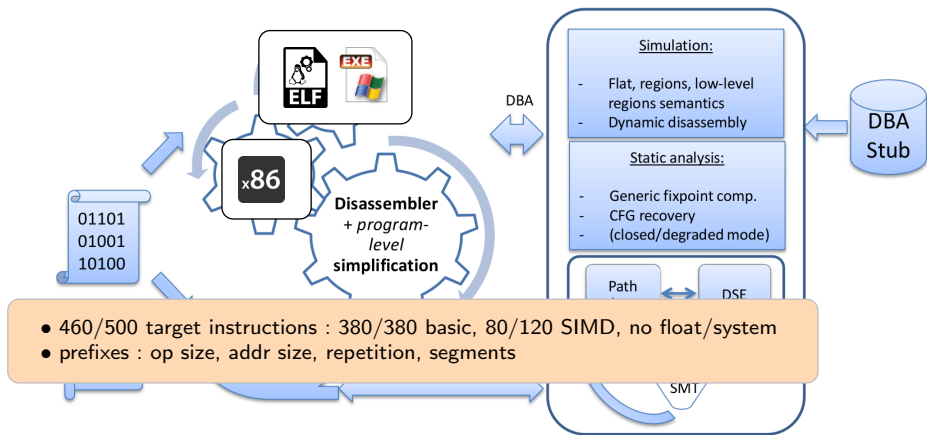 ELF
EXE
x86
Disassembler
+ program-
level
simplification
01101
01001
10100
DBA
Simulation:
- Flat, regions, low-level
regions semantics
- Dynamic disassembly
Static analysis:
- Generic fixpoint comp.
- CFG recovery
- (closed/degraded mode)
DBA
Stub
Path
DSE
• 460/500 target instructions : 380/380 basic, 80/120 SIMD, no float/system
• prefixes : op size, addr size, repetition, segments
SMT